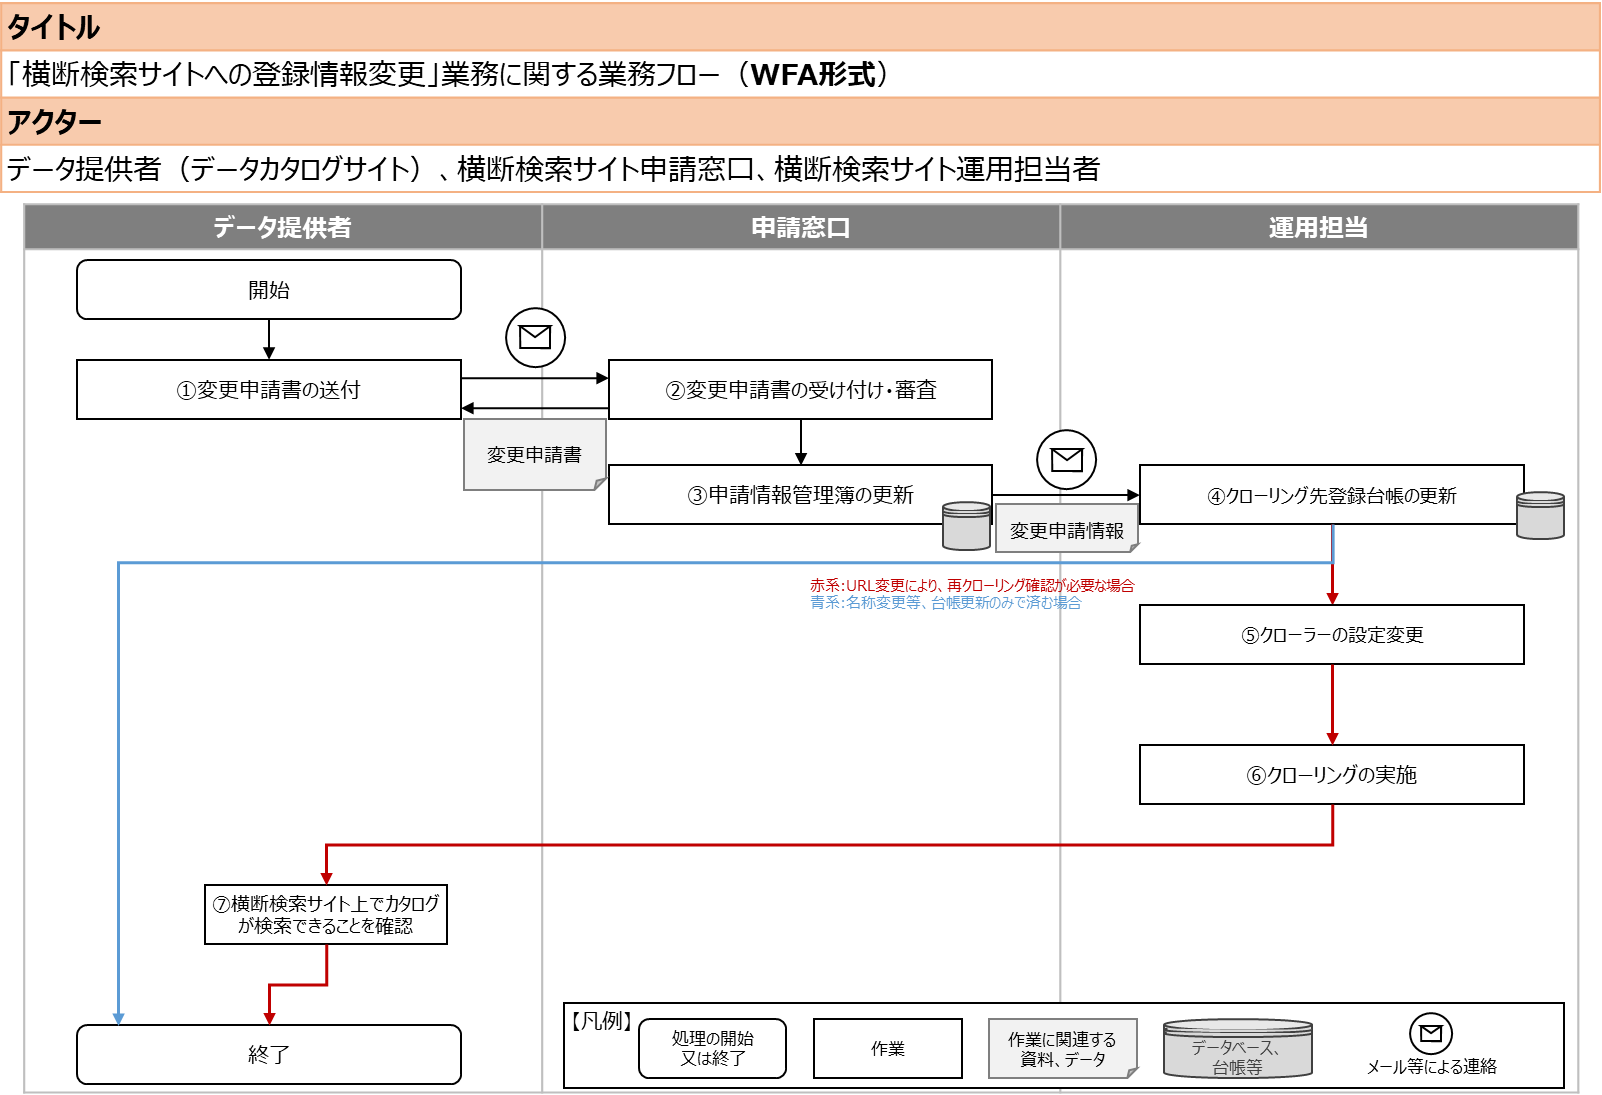 タイトル
「横断検索サイトへの登録情報変更」業務に関する業務フロー（WFA形式）
アクター
データ提供者（データカタログサイト）、横断検索サイト申請窓口、横断検索サイト運用担当者
データ提供者
申請窓口
運用担当
開始
①変更申請書の送付
②変更申請書の受け付け・審査
変更申請書
③申請情報管理簿の更新
変更申請情報
④クローリング先登録台帳の更新
赤系：URL変更により、再クローリング確認が必要な場合
青系：名称変更等、台帳更新のみで済む場合
⑤クローラーの設定変更
⑥クローリングの実施
⑦横断検索サイト上でカタログ
が検索できることを確認
終了
【凡例】
処理の開始
又は終了
作業
作業に関連する
資料、データ
データベース、
台帳等
メール等による連絡